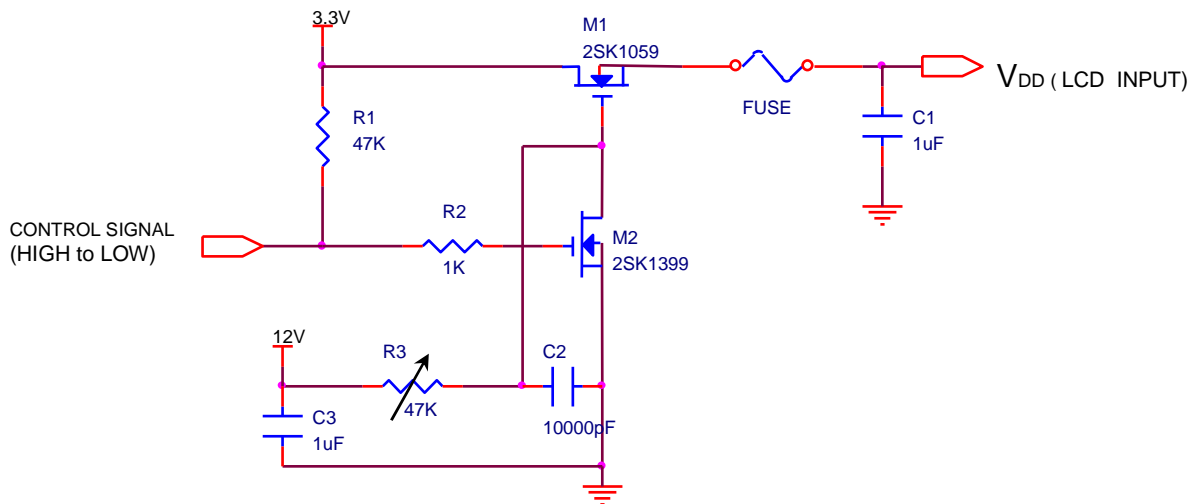 3.3V
M1
2SK1059
VDD ( LCD INPUT)
FUSE
R1
47K
C1
1uF
CONTROL SIGNAL
(HIGH to LOW)
R2
1K
M2
2SK1399
12V
R3
47K
C2
10000pF
C3
1uF